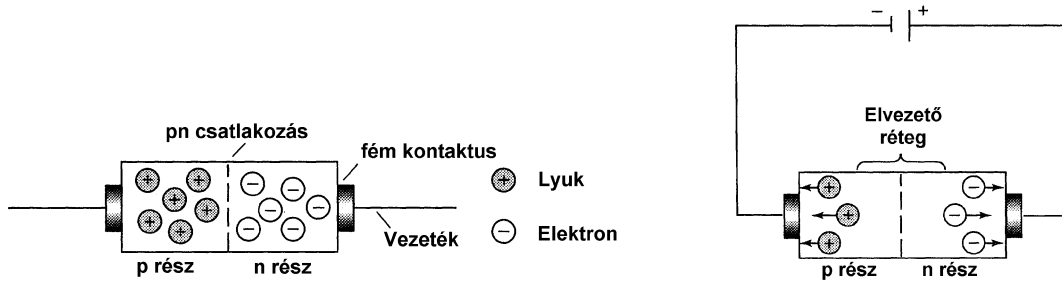 pn csatlakozás
fém kontaktus
Lyuk
Elektron
Vezeték
p rész
n rész
− +
Elvezető
réteg
p rész
n rész